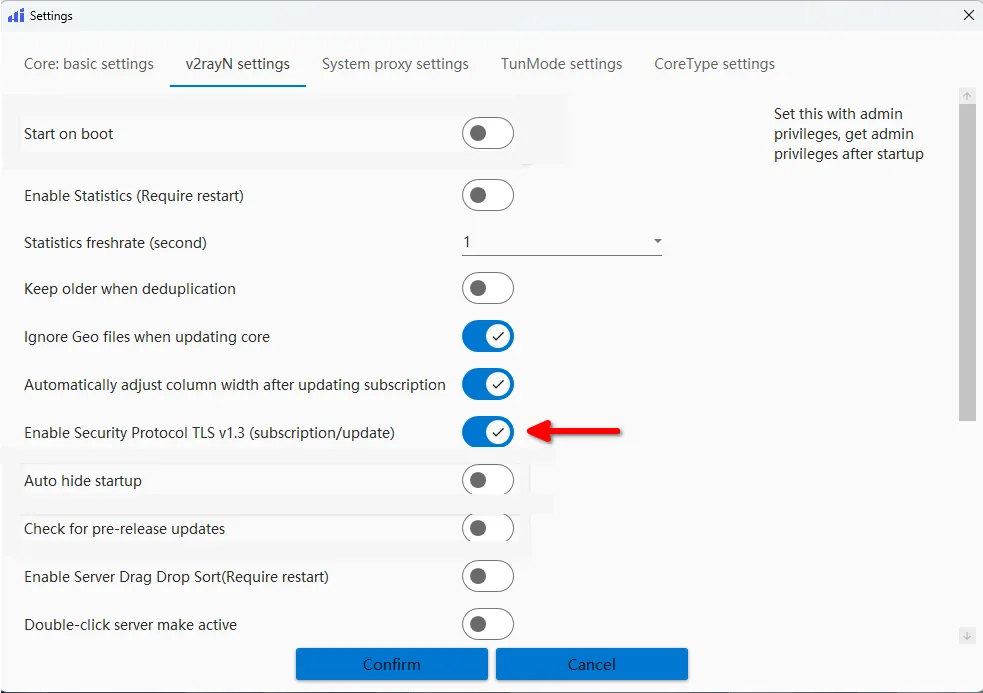 Settings
Core: basic settings
v2rayN settings
System proxy settings
TunMode settings
CoreType settings
Start on boot
Set this with admin
privileges, get admin
privileges after startup
Enable Statistics (Require restart)
Statistics freshrate (second)
1
Keep older when deduplication
Ignore Geo files when updating core
Automatically adjust column width after updating subscription
Enable Security Protocol TLS v1.3 (subscription/update)
Auto hide startup
Check for pre-release updates
Enable Server Drag Drop Sort(Require restart)
Double-click server make active
Confirm
Cancel